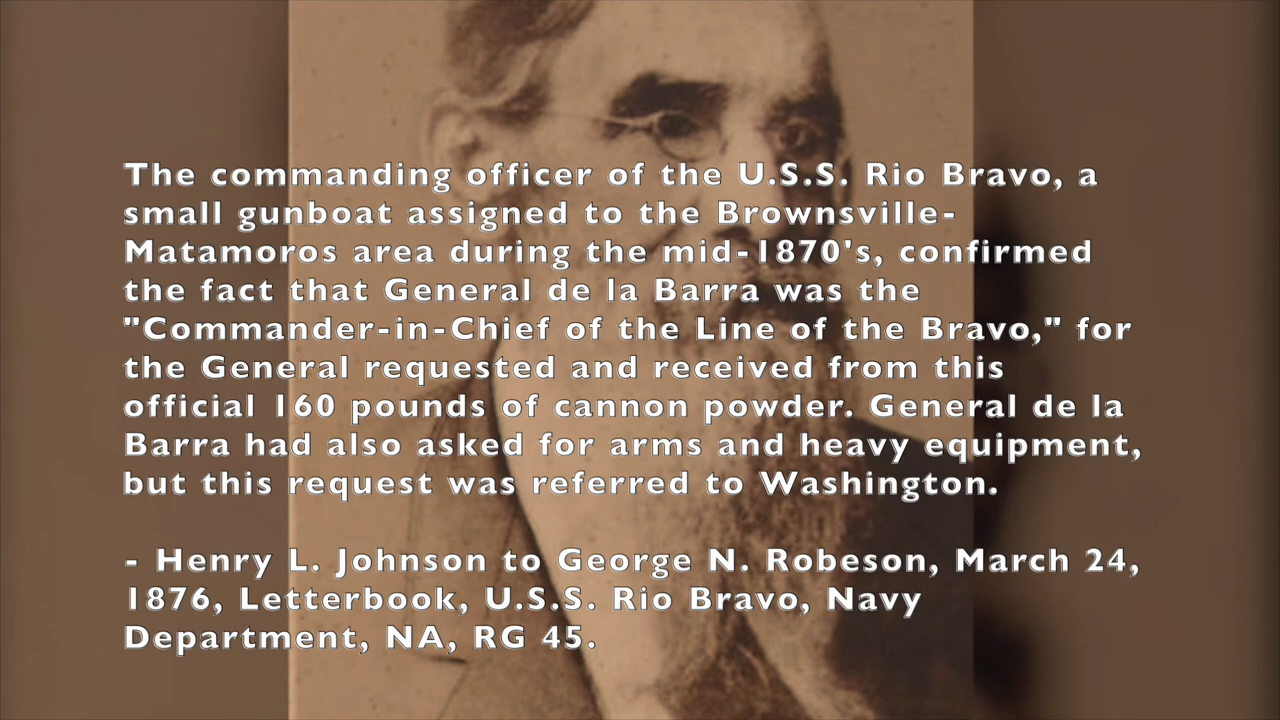 The commanding officer of the U.S.S. Rio Bravo, a
small gunboat assigned to the Brownsville-
Matamoros area during the mid-1870's, confirmed
the fact that General de la Barra was the
"Commander-in-Chief of the Line of the Bravo," for
the General requested and received from this
official 160 pounds of cannon powder. General de la
Barra had also asked for arms and heavy equipment,
but this request was referred to Washington.
- Henry L. Johnson to George N. Robeson, March 24,
1876, Letterbook, U.S.S. Rio Bravo, Navy
Department, NA, RG 45.